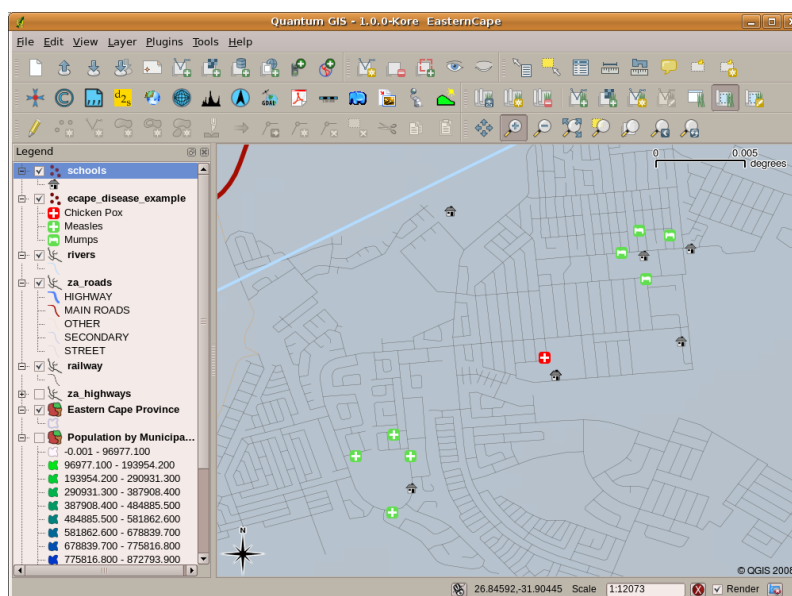 Quantum GIS - 1.0.0-Kore EasternCape
File Edit View Layer Plugins Tools Help
d2s
GDAL
Legend
schools
ecape_disease_example
Chicken Pox
Measles
Mumps
rivers
za_roads
HIGHWAY
MAIN ROADS
OTHER
SECONDARY
STREET
railway
za_highways
Eastern Cape Province
Population by Municipa...
-0.001 - 96977.100
96977.100 - 193954.200
193954.200 - 290931.300
290931.300 - 387908.400
387908.400 - 484885.500
484885.500 - 581862.600
581862.600 - 678839.700
678839.700 - 775816.800
775816.800 - 872793.900
0 0.005
degrees
N
© QGIS 2008
26.84592,-31.90445 Scale 1:12073 Render